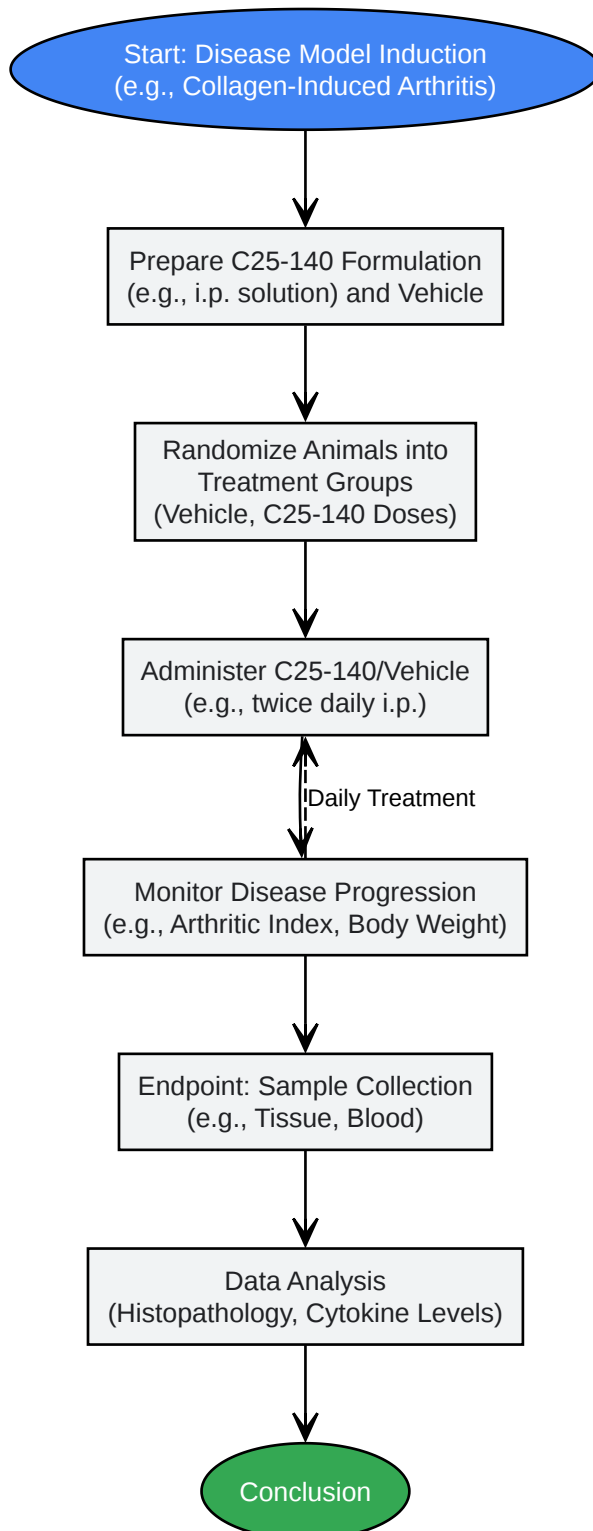 Start: Disease Model Induction
(e.g., Collagen-Induced Arthritis)
Prepare C25-140 Formulation
(e.g., i.p. solution) and Vehicle
Randomize Animals into
Treatment Groups
(Vehicle, C25-140 Doses)
Administer C25-140/Vehicle
(e.g., twice daily i.p.)
Daily Treatment
Monitor Disease Progression
(e.g., Arthritic Index, Body Weight)
Endpoint: Sample Collection
(e.g., Tissue, Blood)
Data Analysis
(Histopathology, Cytokine Levels)
Conclusion